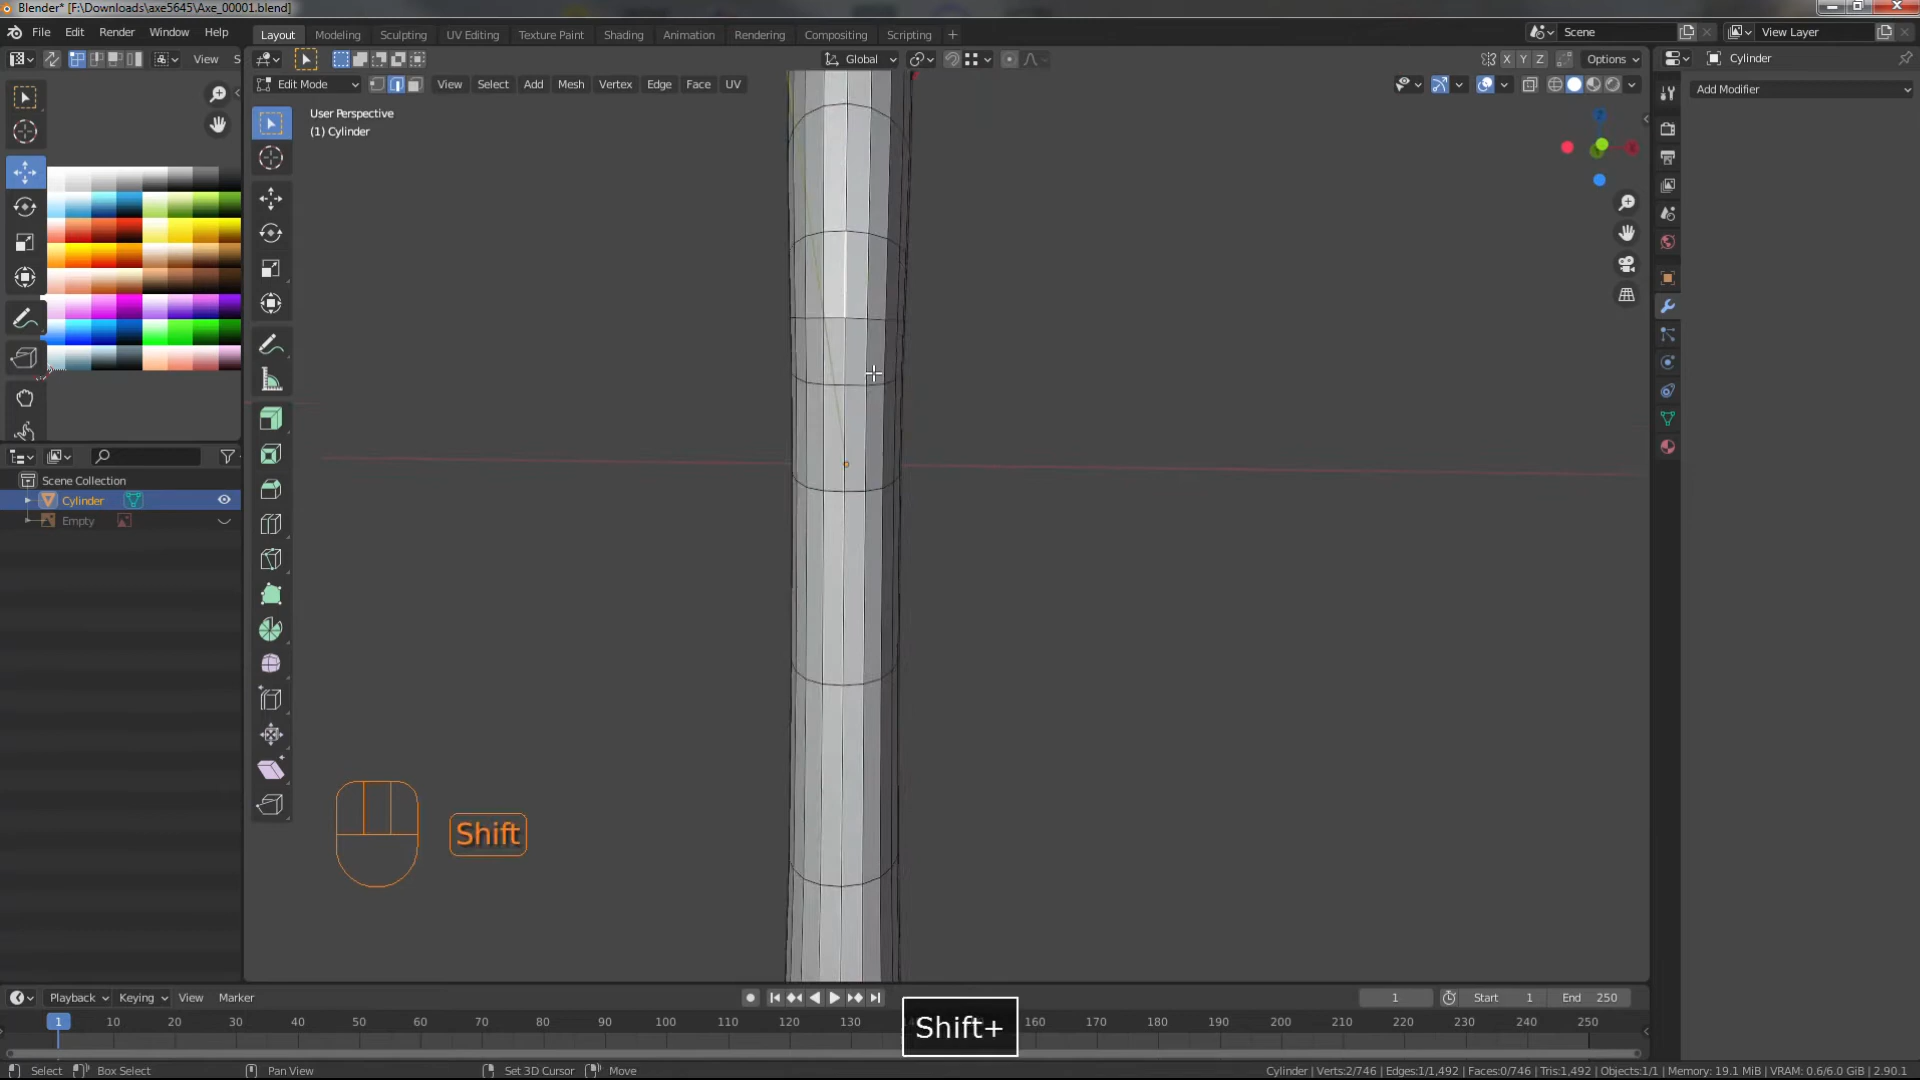 Blender* [F:\Downloads\axe5645\Axe_00001.blend]
File Edit Render Window Help
Layout Modeling Sculpting UV Editing Texture Paint Shading Animation Rendering Compositing Scripting
Scene
View Layer
View S
Global
X Y Z Options
Cylinder
Edit Mode
View Select Add Mesh Vertex Edge Face UV
Add Modifier
User Perspective
(1) Cylinder
Z
Scene Collection
Cylinder
Empty
Shift
Playback Keying View Marker
1
Start 1
End 250
1 10 20 30 40 50 60 70 80 90 100 110 120 130 160 170 180 190 200 210 220 230 240 250
Shift+
Select Box Select Pan View Set 3D Cursor Move
Cylinder | Verts:2/746 | Edges:1/1,492 | Faces:0/746 | Tris:1,492 | Objects:1/1 | Memory: 19.1 MiB | VRAM: 0.6/6.0 GiB | 2.90.1